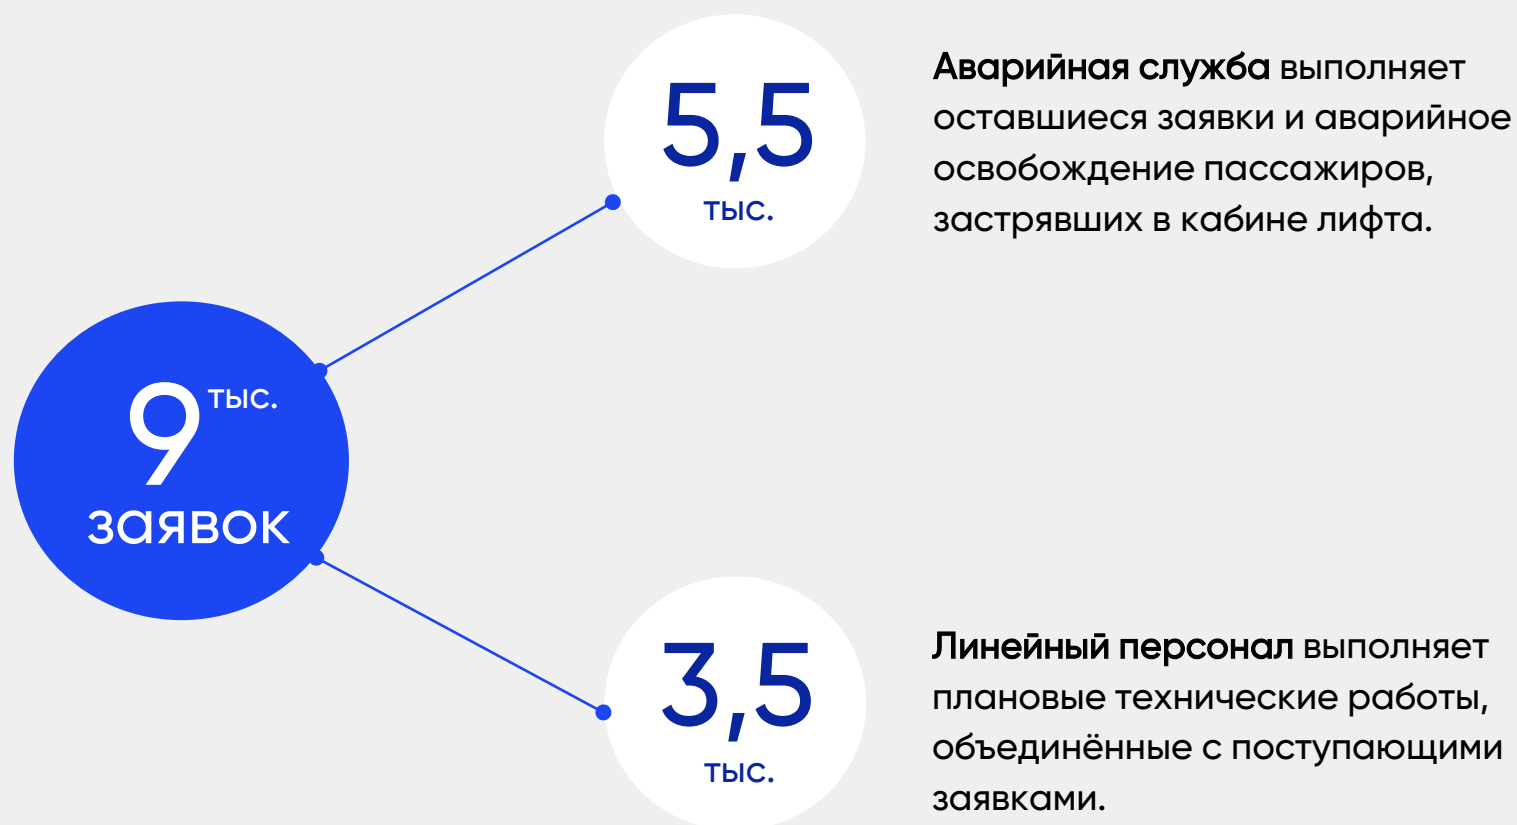 5,5
тыс.
Аварийная служба выполняет
оставшиеся заявки и аварийное
освобождение пассажиров,
застрявших в кабине лифта.
9 тыс.
заявок
3,5
тыс.
Линейный персонал выполняет
плановые технические работы,
объединённые с поступающими
заявками.